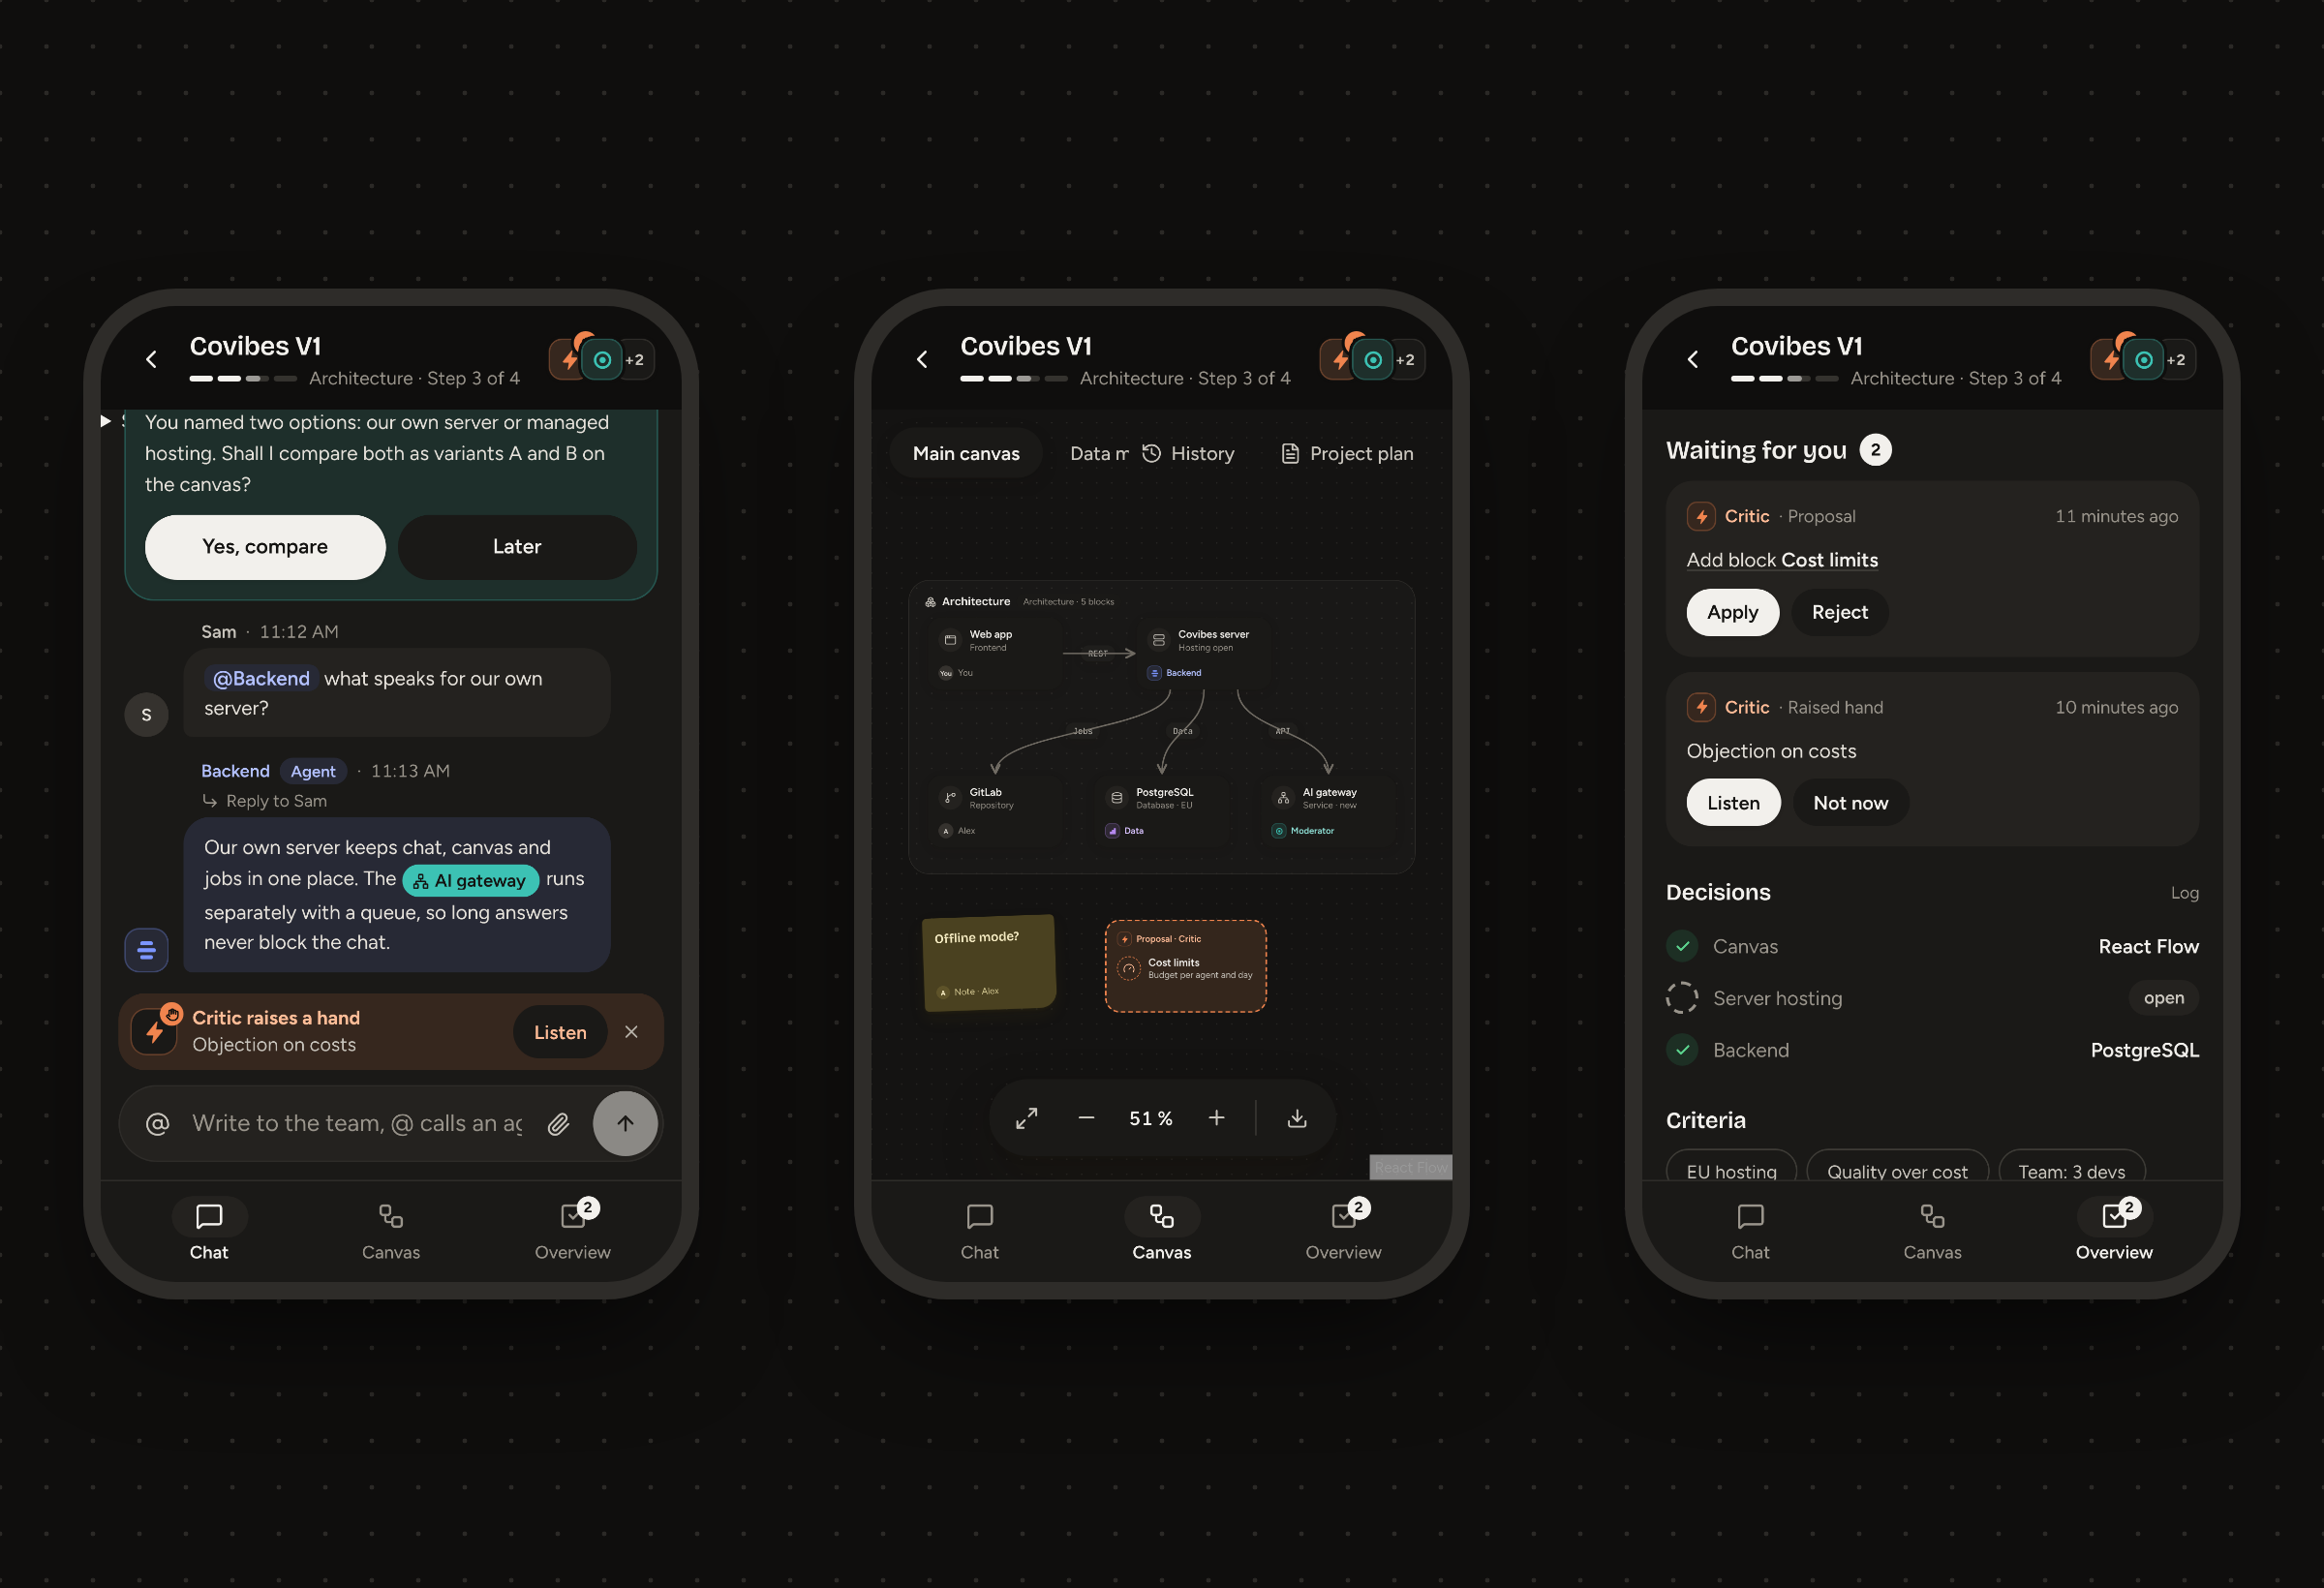 Covibes V1
Architecture · Step 3 of 4
+2
You named two options: our own server or managed
hosting. Shall I compare both as variants A and B on
the canvas?
Yes, compare
Later
Sam · 11:12 AM
@Backend what speaks for our own
server?
S
Backend Agent · 11:13 AM
Reply to Sam
Our own server keeps chat, canvas and
jobs in one place. The AI gateway runs
separately with a queue, so long answers
never block the chat.
Critic raises a hand
Objection on costs
Listen
@ Write to the team, @ calls an ag
Chat
Canvas
2
Overview
Covibes V1
Architecture · Step 3 of 4
+2
Main canvas
Data m
History
Project plan
Architecture Architecture · 5 blocks
Web app
Frontend
You You
REST
Covibes server
Hosting open
Backend
Jobs
Data
API
GitLab
Repository
A Alex
PostgreSQL
Database · EU
Data
AI gateway
Service · new
Moderator
Offline mode?
A Note · Alex
Proposal · Critic
Cost limits
Budget per agent and day
51 %
React Flow
Chat
Canvas
2
Overview
Covibes V1
Architecture · Step 3 of 4
+2
Waiting for you 2
Critic · Proposal 11 minutes ago
Add block Cost limits
Apply
Reject
Critic · Raised hand 10 minutes ago
Objection on costs
Listen
Not now
Decisions Log
Canvas React Flow
Server hosting open
Backend PostgreSQL
Criteria
EU hosting
Quality over cost
Team: 3 devs
Chat
Canvas
2
Overview